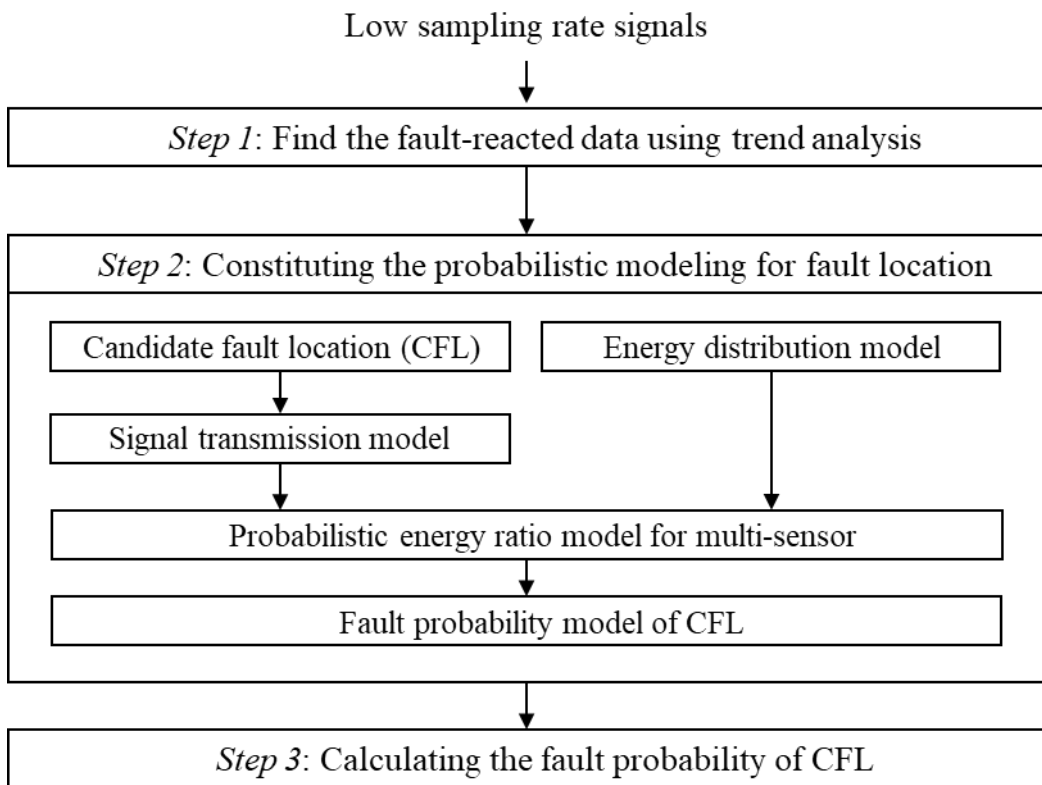 Low sampling rate signals
Step 1: Find the fault-reacted data using trend analysis
Step 2: Constituting the probabilistic modeling for fault location
Candidate fault location (CFL)
Energy distribution model
Signal transmission model
Probabilistic energy ratio model for multi-sensor
Fault probability model of CFL
Step 3: Calculating the fault probability of CFL